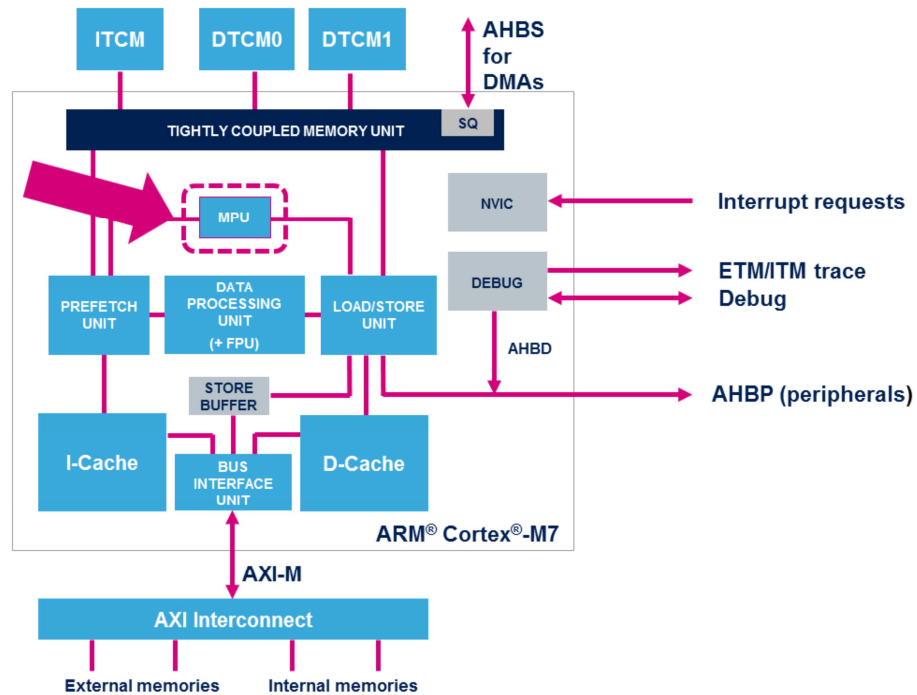 ITCM
DTCM0
DTCM1
AHBS
for
DMAs
TIGHTLY COUPLED MEMORY UNIT
SQ
MPU
NVIC
Interrupt requests
DEBUG
ETM/ITM trace
Debug
PREFETCH
UNIT
DATA
PROCESSING
UNIT
(+ FPU)
LOAD/STORE
UNIT
AHBD
STORE
BUFFER
AHBP (peripherals)
I-Cache
BUS
INTERFACE
UNIT
D-Cache
ARM® Cortex®-M7
AXI-M
AXI Interconnect
External memories
Internal memories